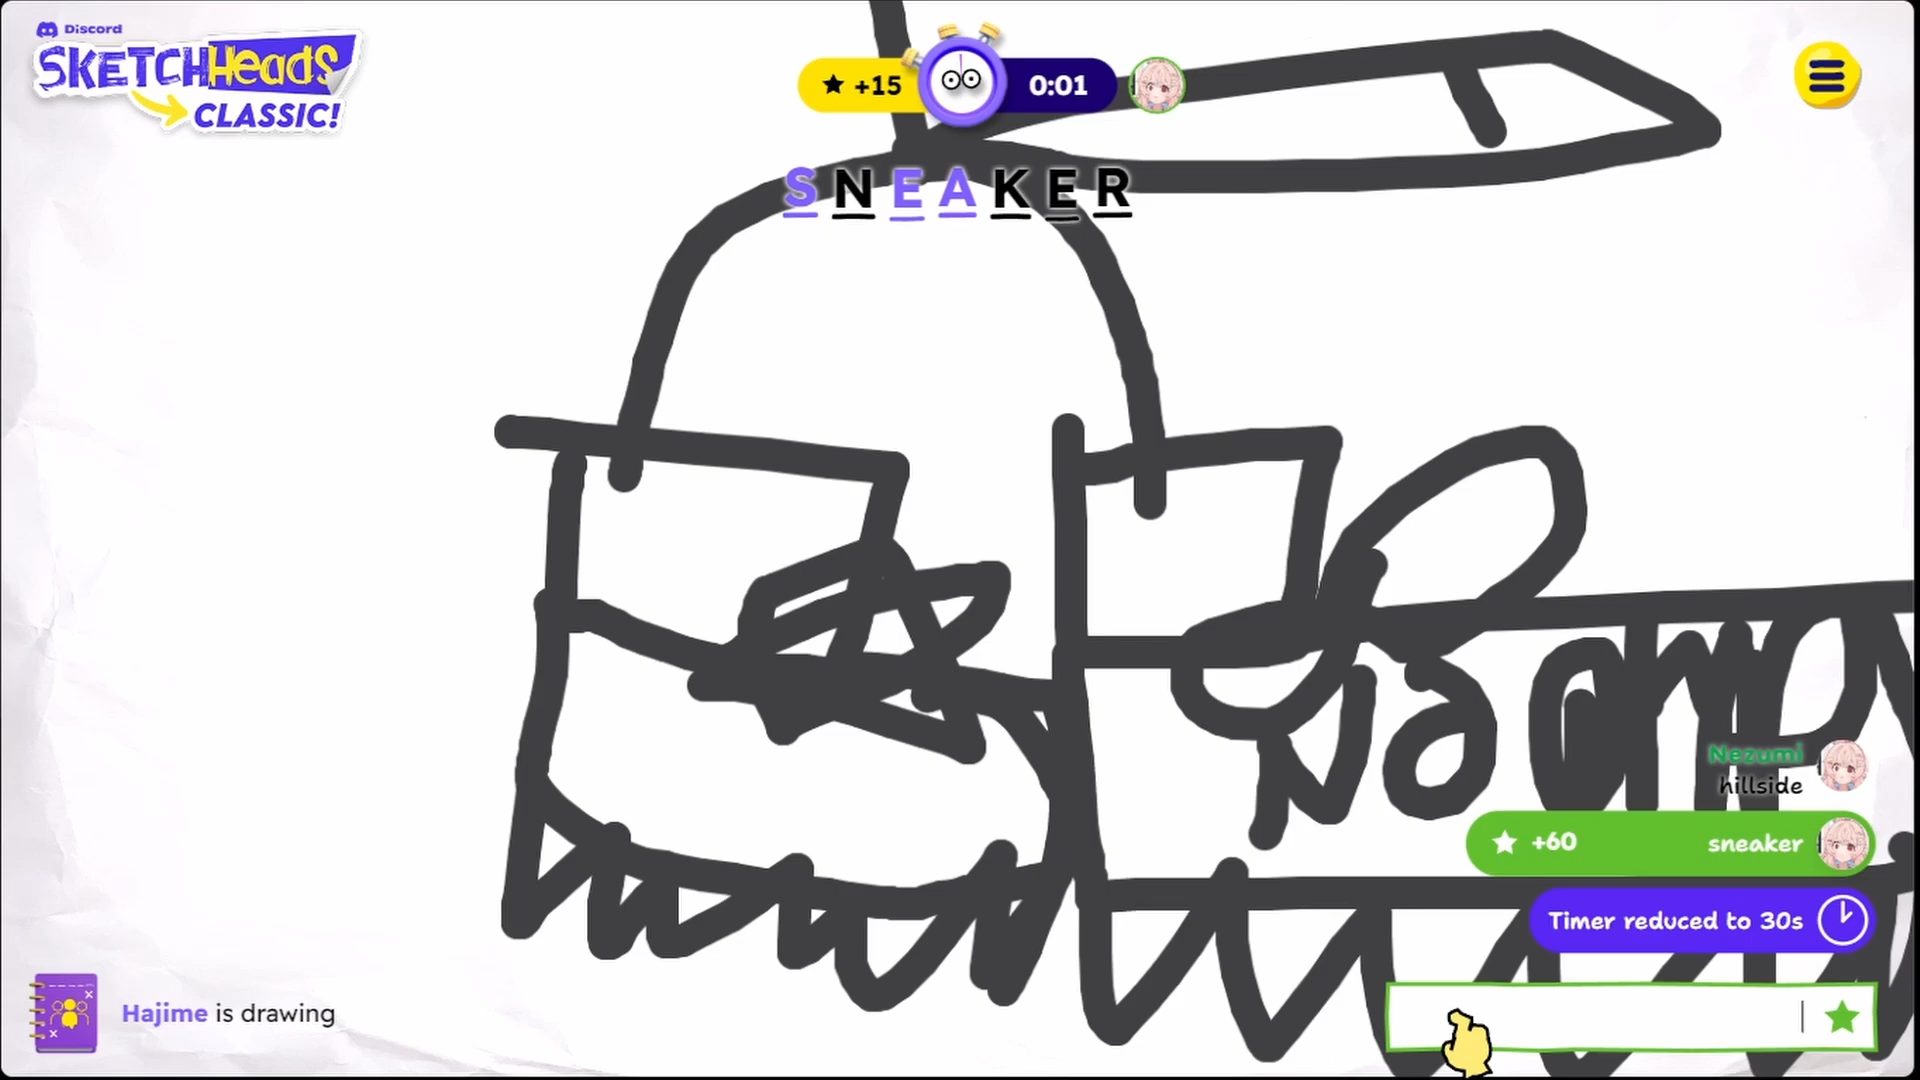 Discord
SKETCHHeadS
CLASSIC!
+15
0:01
SNEAKER
Nezumi
hillside
+60
sneaker
Timer reduced to 30s
Hajime is drawing